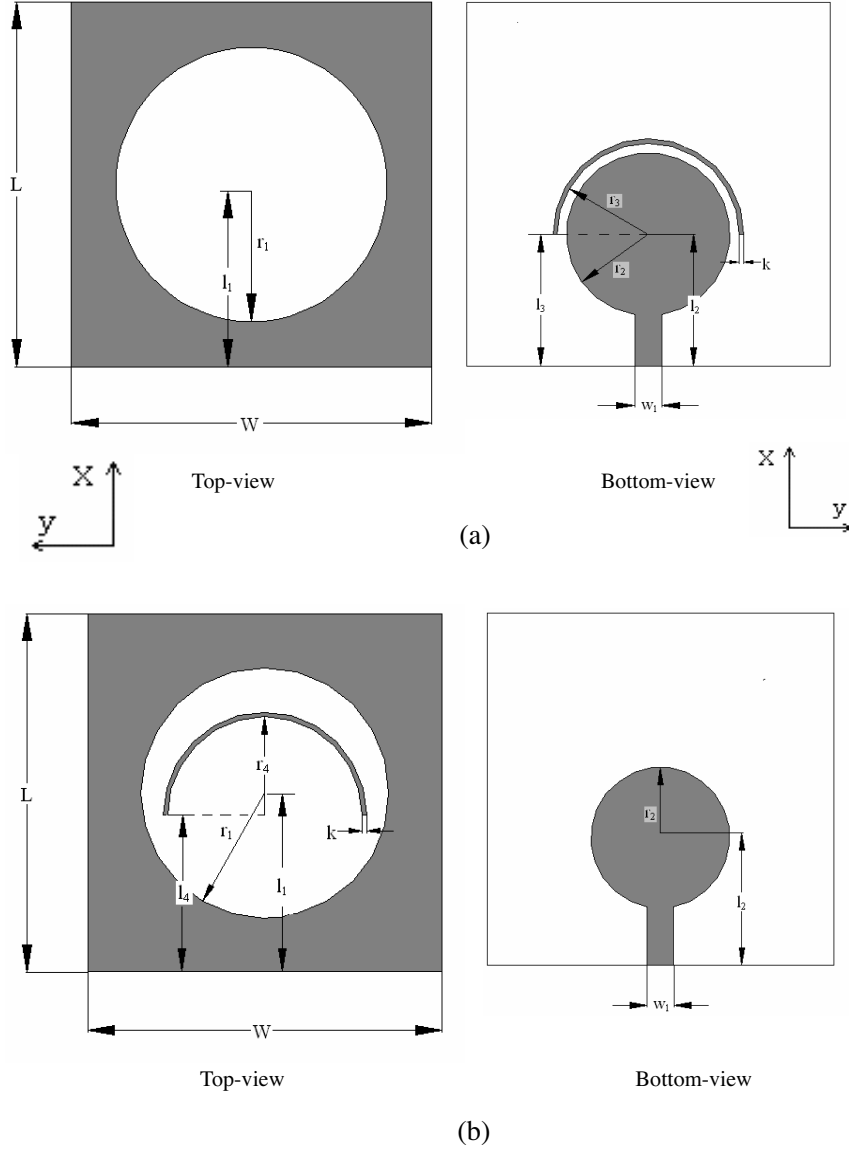 L
r₁
l₁
W
r₃
r₂
k
l₃
l₂
w₁
X
y
Top-view
Bottom-view
x
y
(a)
L
r₄
r₁
k
l₄
l₁
W
r₂
l₂
w₁
Top-view
Bottom-view
(b)